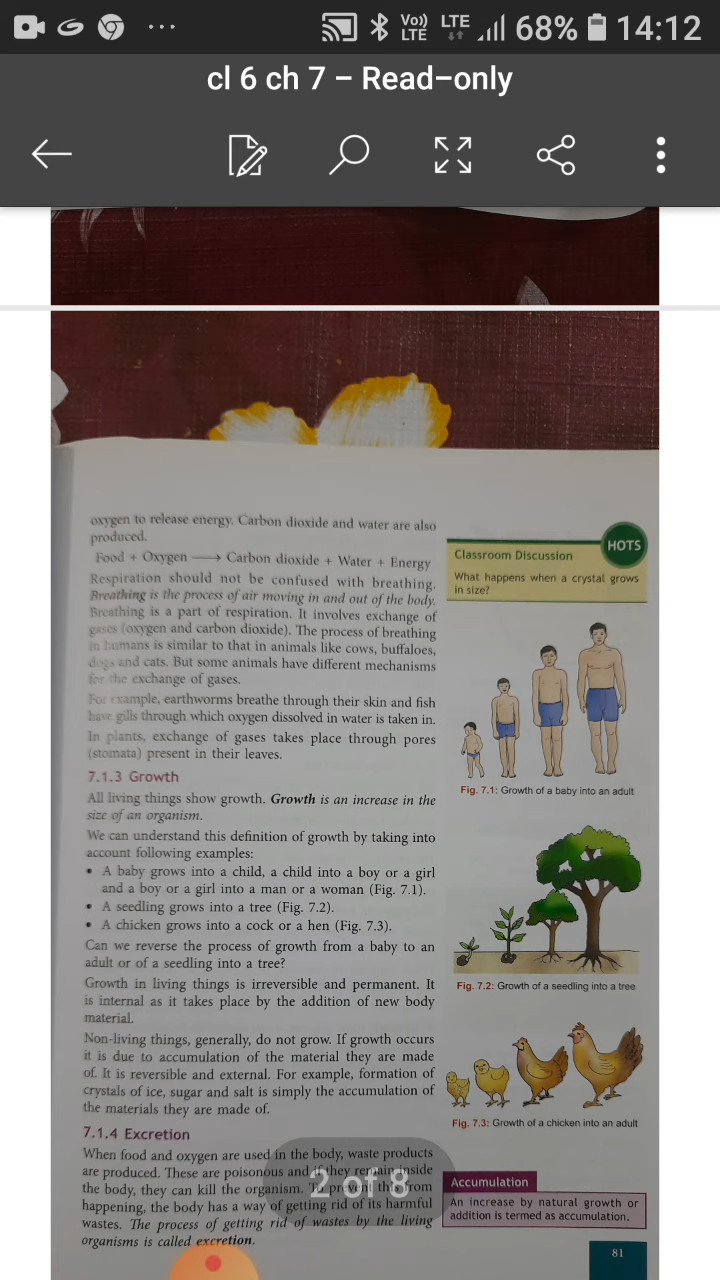 Vo)) LTE LTE 68% 14:12
cl 6 ch 7 – Read-only
oxygen to release energy. Carbon dioxide and water are also
produced.
Food + Oxygen ⟶ Carbon dioxide + Water + Energy
Respiration should not be confused with breathing.
Breathing is the process of air moving in and out of the body.
Breathing is a part of respiration. It involves exchange of
gases (oxygen and carbon dioxide). The process of breathing
in humans is similar to that in animals like cows, buffaloes,
dogs and cats. But some animals have different mechanisms
for the exchange of gases.
For example, earthworms breathe through their skin and fish
have gills through which oxygen dissolved in water is taken in.
In plants, exchange of gases takes place through pores
(stomata) present in their leaves.
7.1.3 Growth
All living things show growth. Growth is an increase in the
size of an organism.
We can understand this definition of growth by taking into
account following examples:
• A baby grows into a child, a child into a boy or a girl
and a boy or a girl into a man or a woman (Fig. 7.1).
• A seedling grows into a tree (Fig. 7.2).
• A chicken grows into a cock or a hen (Fig. 7.3).
Can we reverse the process of growth from a baby to an
adult or of a seedling into a tree?
Growth in living things is irreversible and permanent. It
is internal as it takes place by the addition of new body
material.
Non-living things, generally, do not grow. If growth occurs
it is due to accumulation of the material they are made
of. It is reversible and external. For example, formation of
crystals of ice, sugar and salt is simply the accumulation of
the materials they are made of.
7.1.4 Excretion
When food and oxygen are used in the body, waste products
are produced. These are poisonous and if they remain inside
the body, they can kill the organism. To prevent this from
happening, the body has a way of getting rid of its harmful
wastes. The process of getting rid of wastes by the living
organisms is called excretion.
2 of 8
HOTS
Classroom Discussion
What happens when a crystal grows
in size?
Fig. 7.1: Growth of a baby into an adult
Fig. 7.2: Growth of a seedling into a tree
Fig. 7.3: Growth of a chicken into an adult
Accumulation
An increase by natural growth or
addition is termed as accumulation.
81